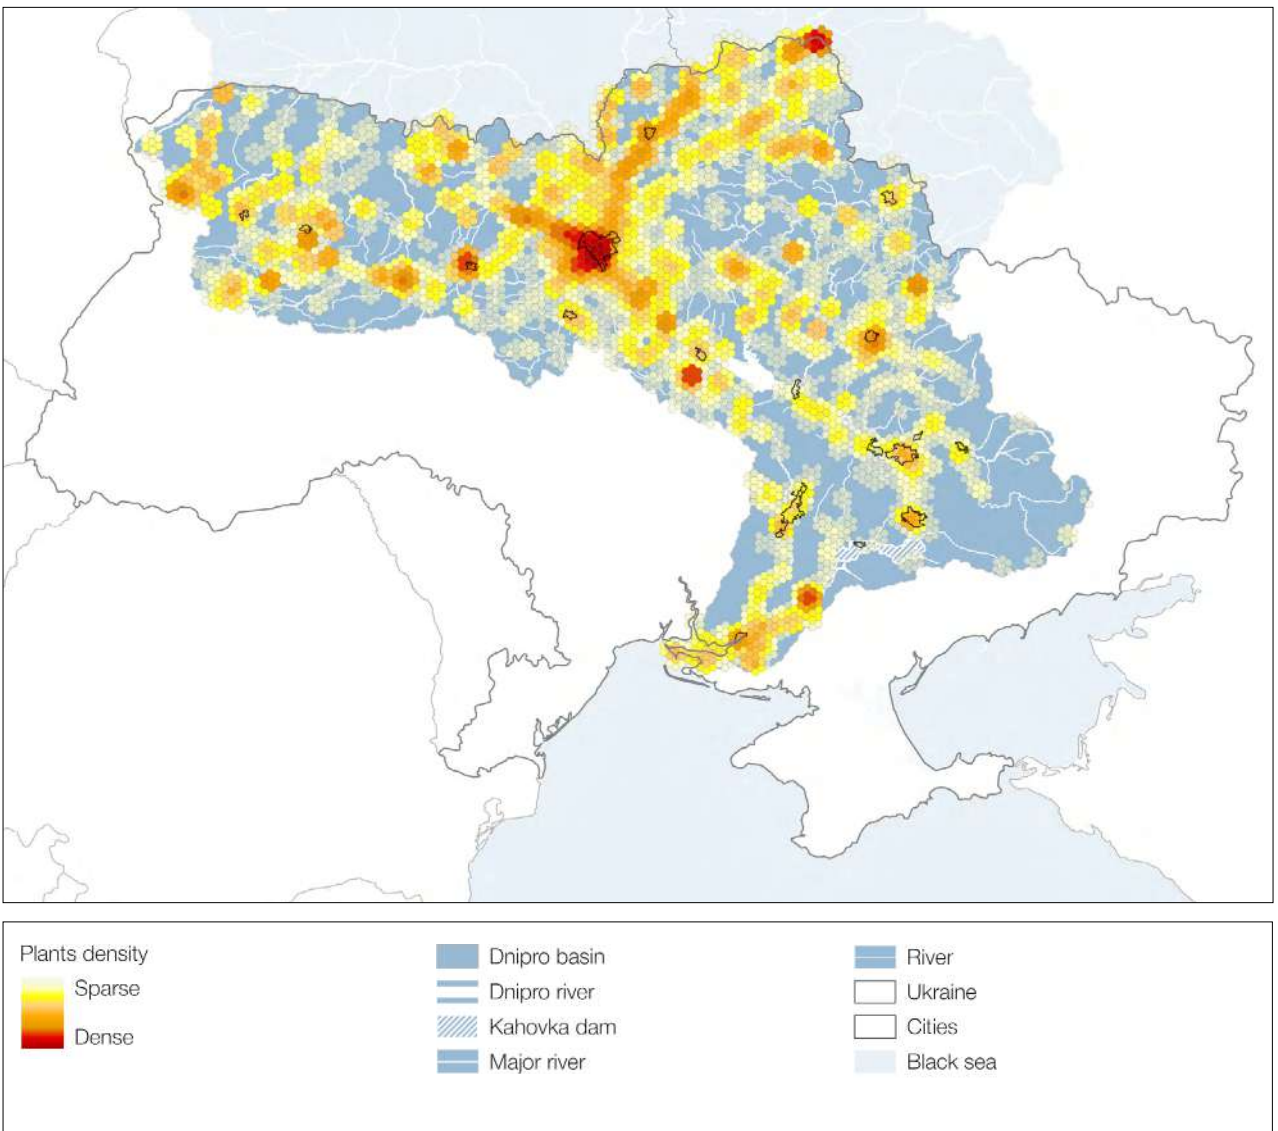 Plants density
Sparse
Dense
Dnipro basin
Dnipro river
Kahovka dam
Major river
River
Ukraine
Cities
Black sea